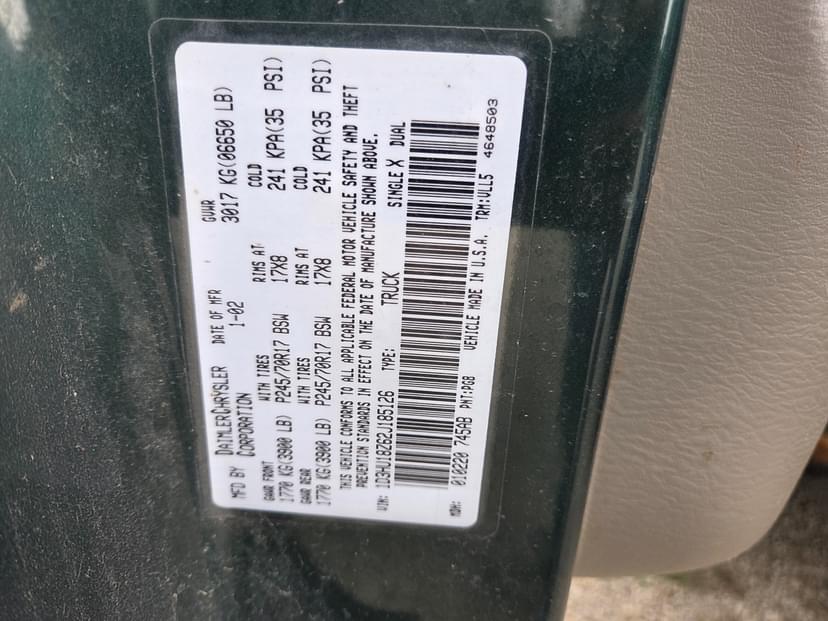 MFD BY DAIMLERCHRYSLER CORPORATION DATE OF MFR 1-02 GVWR 3017 KG(06650 LB)
GAWR FRONT WITH TIRES RIMS AT COLD
1770 KG(3900 LB) P245/70R17 BSW 17X8 241 KPA(35 PSI)
GAWR REAR WITH TIRES RIMS AT COLD
1770 KG(3900 LB) P245/70R17 BSW 17X8 241 KPA(35 PSI)
THIS VEHICLE CONFORMS TO ALL APPLICABLE FEDERAL MOTOR VEHICLE SAFETY AND THEFT
PREVENTION STANDARDS IN EFFECT ON THE DATE OF MANUFACTURE SHOWN ABOVE.
VIN: 1D3HU18Z62J185126 TYPE: TRUCK SINGLE X DUAL
MDH: 010220 745AB PNT:PGB VEHICLE MADE IN U.S.A. TRM:VLL5 4648503